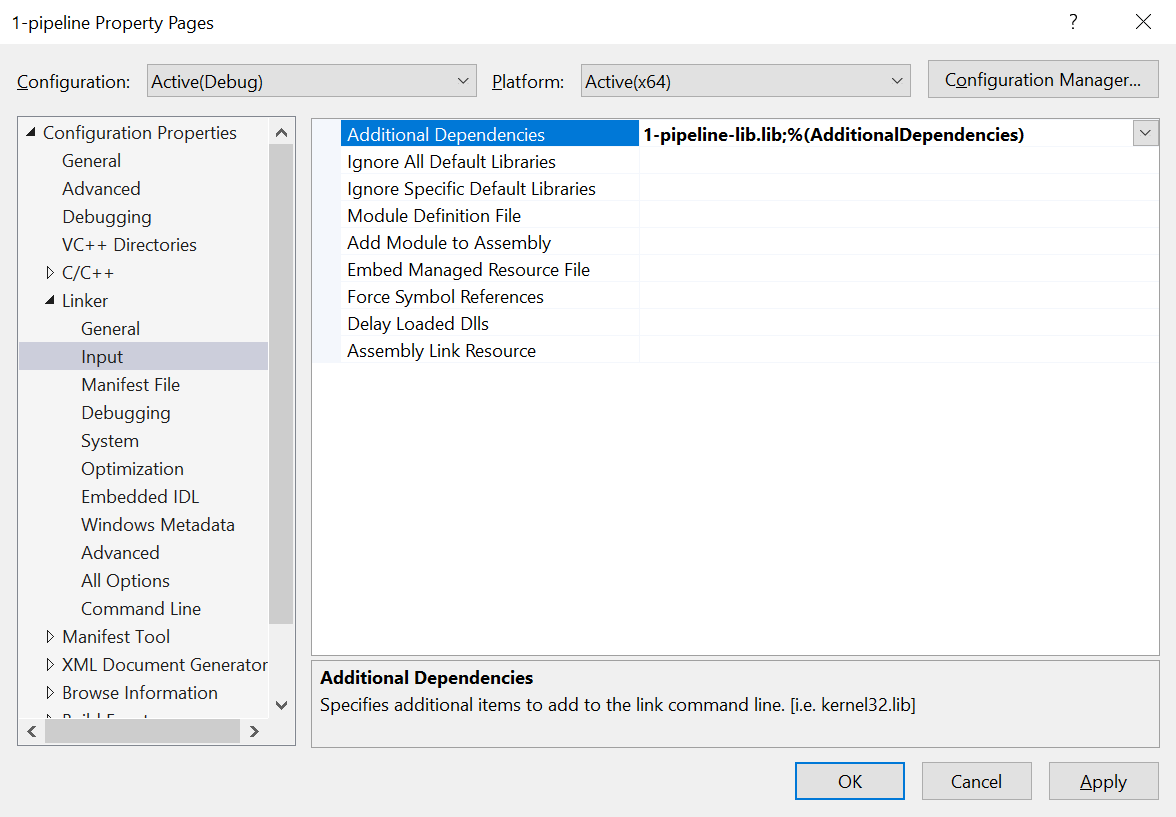 1-pipeline Property Pages
?
Configuration: Active(Debug) Platform: Active(x64) Configuration Manager...
Configuration Properties
General
Advanced
Debugging
VC++ Directories
C/C++
Linker
General
Input
Manifest File
Debugging
System
Optimization
Embedded IDL
Windows Metadata
Advanced
All Options
Command Line
Manifest Tool
XML Document Generator
Browse Information
Additional Dependencies 1-pipeline-lib.lib;%(AdditionalDependencies)
Ignore All Default Libraries
Ignore Specific Default Libraries
Module Definition File
Add Module to Assembly
Embed Managed Resource File
Force Symbol References
Delay Loaded Dlls
Assembly Link Resource
Additional Dependencies
Specifies additional items to add to the link command line. [i.e. kernel32.lib]
OK Cancel Apply